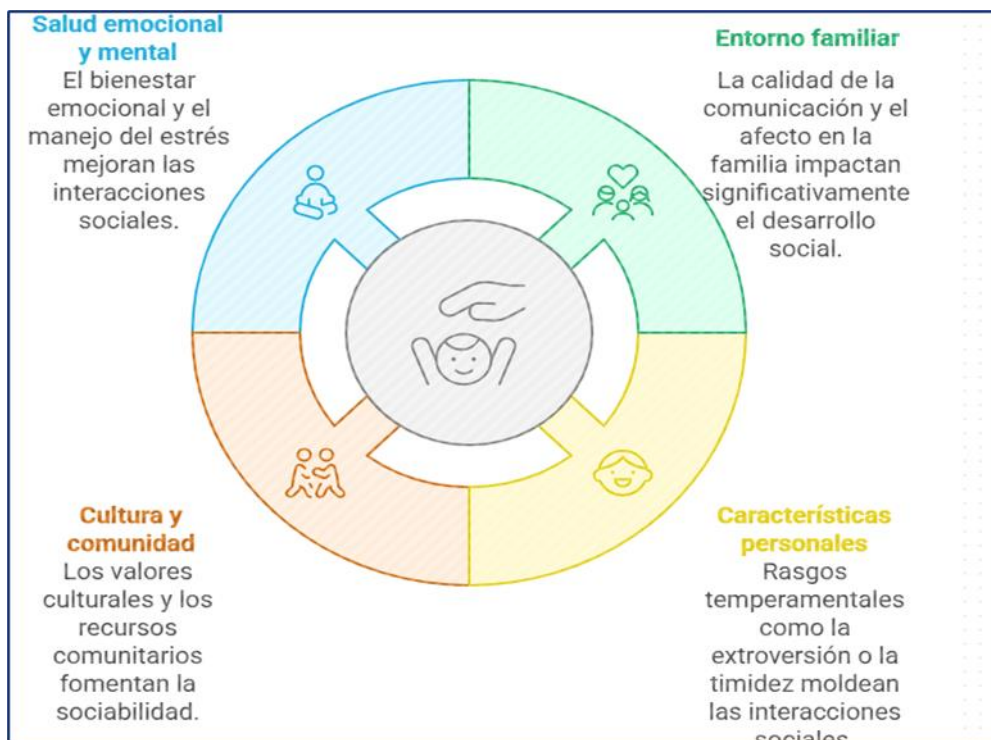 Salud emocional
y mental
El bienestar
emocional y el
manejo del estrés
mejoran las
interacciones
sociales.
Entorno familiar
La calidad de la
comunicación y el
afecto en la
familia impactan
significativamente
el desarrollo
social.
Cultura y
comunidad
Los valores
culturales y los
recursos
comunitarios
fomentan la
sociabilidad.
Características
personales
Rasgos
temperamentales
como la
extroversión o la
timidez moldean
las interacciones
sociales